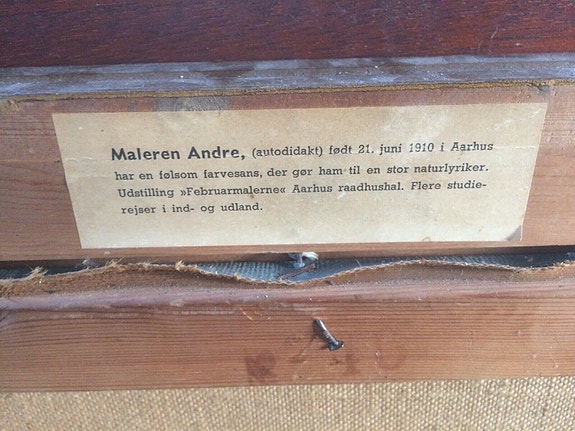 Maleren Andre, (autodidakt) født 21. juni 1910 i Aarhus
har en følsom farvesans, der gør ham til en stor naturlyriker.
Udstilling »Februarmalerne« Aarhus raadhushal. Flere studie-
rejser i ind- og udland.